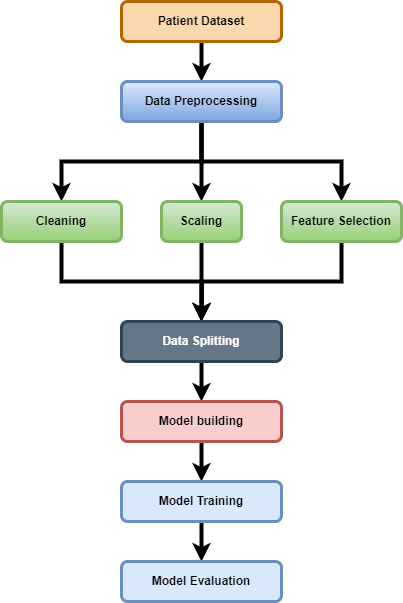 Patient Dataset
Data Preprocessing
Cleaning
Scaling
Feature Selection
Data Splitting
Model building
Model Training
Model Evaluation